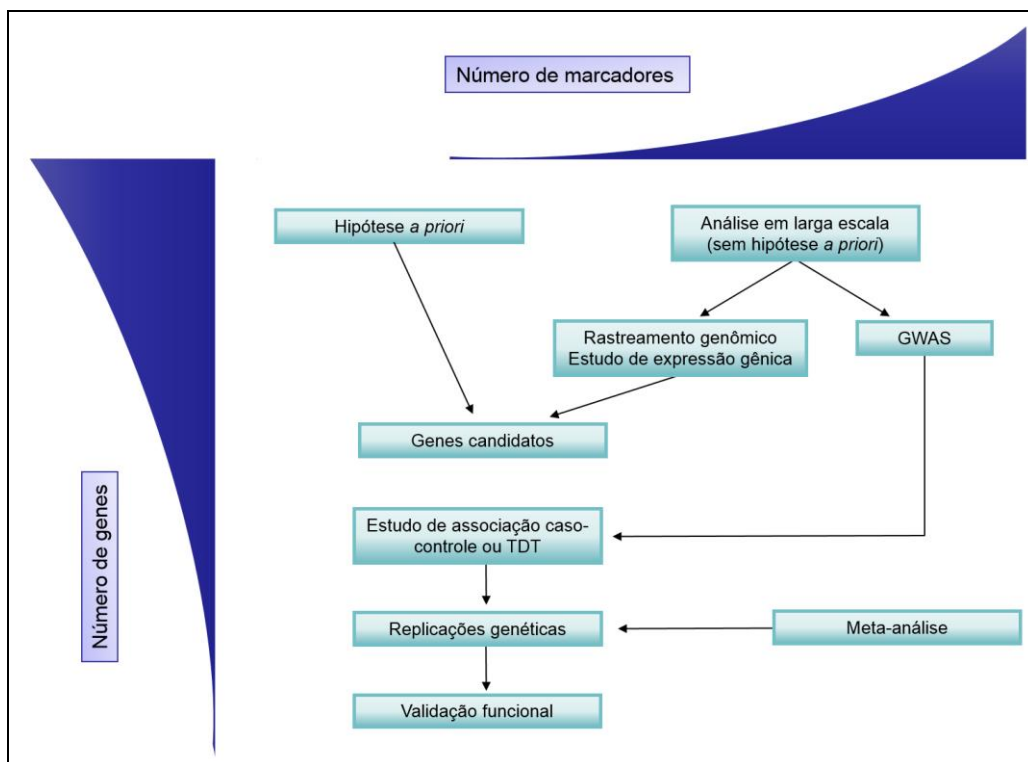 Número de marcadores
Número de genes
Hipótese a priori
Análise em larga escala
(sem hipótese a priori)
Rastreamento genômico
Estudo de expressão gênica
GWAS
Genes candidatos
Estudo de associação caso-
controle ou TDT
Replicações genéticas
Meta-análise
Validação funcional